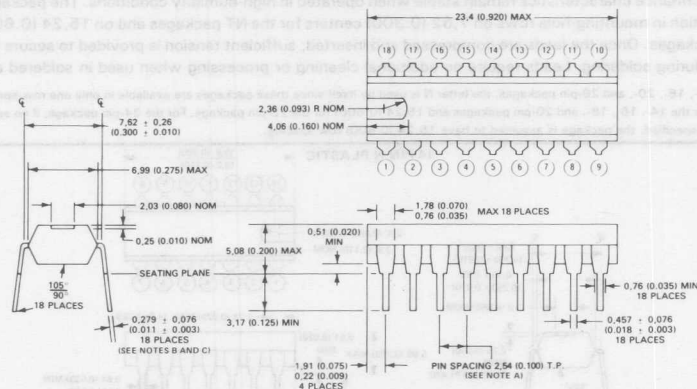 23,4 (0.920) MAX
18 17 16 15 14 13 12 11 10
7,62 ± 0,26
(0.300 ± 0.010)
2,36 (0.093) R NOM
4,06 (0.160) NOM
6,99 (0.275) MAX
1 2 3 4 5 6 7 8 9
2,03 (0.080) NOM
1,78 (0.070)
0,76 (0.035)
MAX 18 PLACES
0,51 (0.020)
MIN
0,25 (0.010) NOM
5,08 (0.200) MAX
SEATING PLANE
105°
90°
18 PLACES
0,76 (0.035) MIN
18 PLACES
0,279 ± 0,076
(0.011 ± 0.003)
18 PLACES
(SEE NOTES B AND C)
3,17 (0.125) MIN
0,457 ± 0,076
(0.018 ± 0.003)
18 PLACES
1,91 (0.075)
0,22 (0.009)
4 PLACES
PIN SPACING 2,54 (0.100) T.P.
(SEE NOTE A)